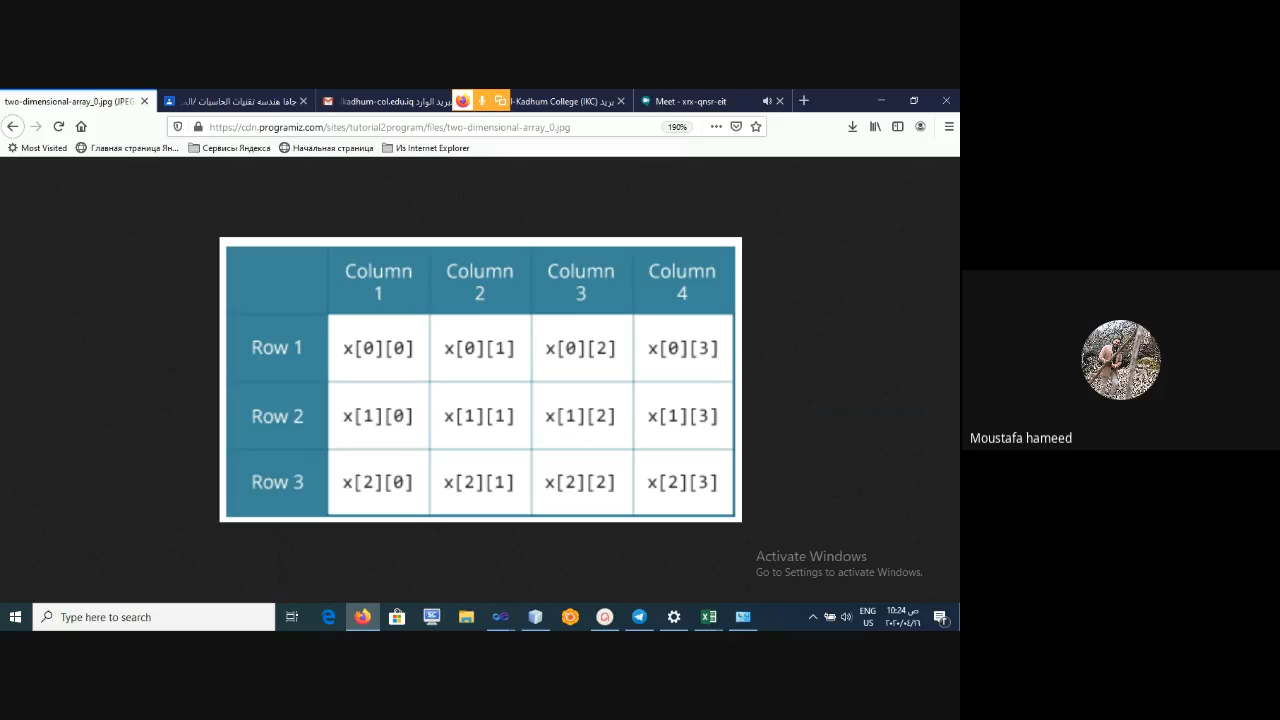 two-dimensional-array_0.jpg (JPEG
جافا هندسه تقنيات الحاسبات
Meet - xrx-qnsr-eit
https://cdn.programiz.com/sites/tutorial2program/files/two-dimensional-array_0.jpg
190%
Most Visited
Главная страница Ян...
Сервисы Яндекса
Начальная страница
Из Internet Explorer
Column 1 Column 2 Column 3 Column 4
Row 1 x[0][0] x[0][1] x[0][2] x[0][3]
Row 2 x[1][0] x[1][1] x[1][2] x[1][3]
Row 3 x[2][0] x[2][1] x[2][2] x[2][3]
Moustafa hameed
Activate Windows
Go to Settings to activate Windows.
Type here to search
ENG
US
10:24 ص